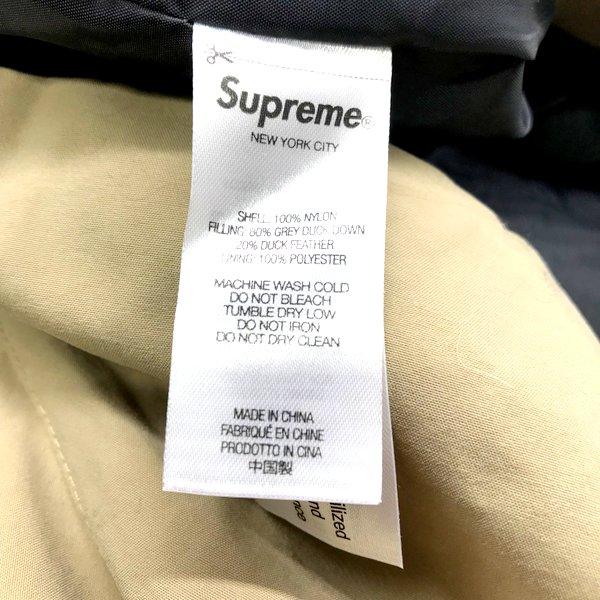 Supreme®
NEW YORK CITY
SHELL: 100% NYLON
FILLING: 80% GREY DUCK DOWN
20% DUCK FEATHER
LINING: 100% POLYESTER
MACHINE WASH COLD
DO NOT BLEACH
TUMBLE DRY LOW
DO NOT IRON
DO NOT DRY CLEAN
MADE IN CHINA
FABRIQUÉ EN CHINE
PRODOTTO IN CINA
中国製